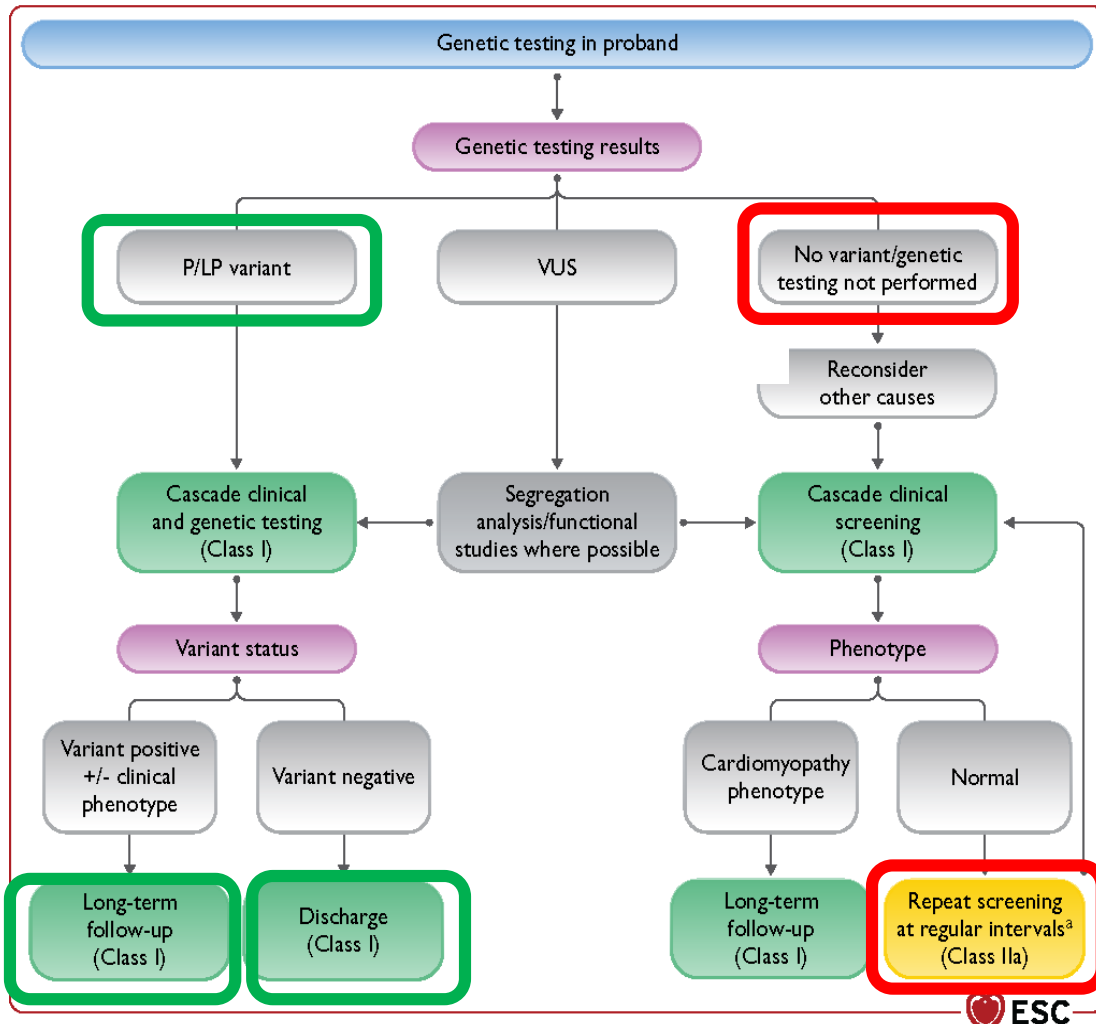 Genetic testing in proband
Genetic testing results
P/LP variant
VUS
No variant/genetic
testing not performed
Reconsider
other causes
Cascade clinical
and genetic testing
(Class I)
Segregation
analysis/functional
studies where possible
Cascade clinical
screening
(Class I)
Variant status
Phenotype
Variant positive
+/- clinical
phenotype
Variant negative
Cardiomyopathy
phenotype
Normal
Long-term
follow-up
(Class I)
Discharge
(Class I)
Long-term
follow-up
(Class I)
Repeat screening
at regular intervalsᵃ
(Class IIa)
ESC